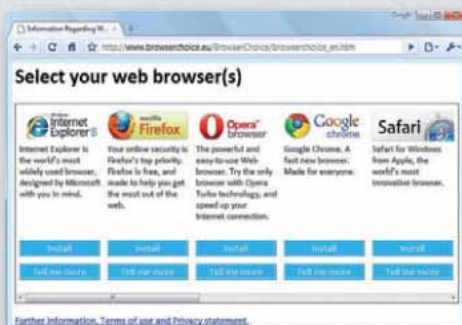 Google
Information Regarding W...
http://www.browserchoice.eu/BrowserChoice/browserchoice_en.htm
Select your web browser(s)
Windows
Internet
Explorer 8
Internet Explorer is
the world's most
widely used browser,
designed by Microsoft
with you in mind.
Install
Tell me more
mozilla
Firefox
Your online security is
Firefox's top priority.
Firefox is free, and
made to help you get
the most out of the
web.
Install
Tell me more
Opera
browser
The powerful and
easy-to-use Web
browser. Try the only
browser with Opera
Turbo technology, and
speed up your
Internet connection.
Install
Tell me more
Google
chrome
Google Chrome. A
fast new browser.
Made for everyone.
Install
Tell me more
Safari
Safari for Windows
from Apple, the
world's most
innovative browser.
Install
Tell me more
Further information, Terms of use and Privacy statement.